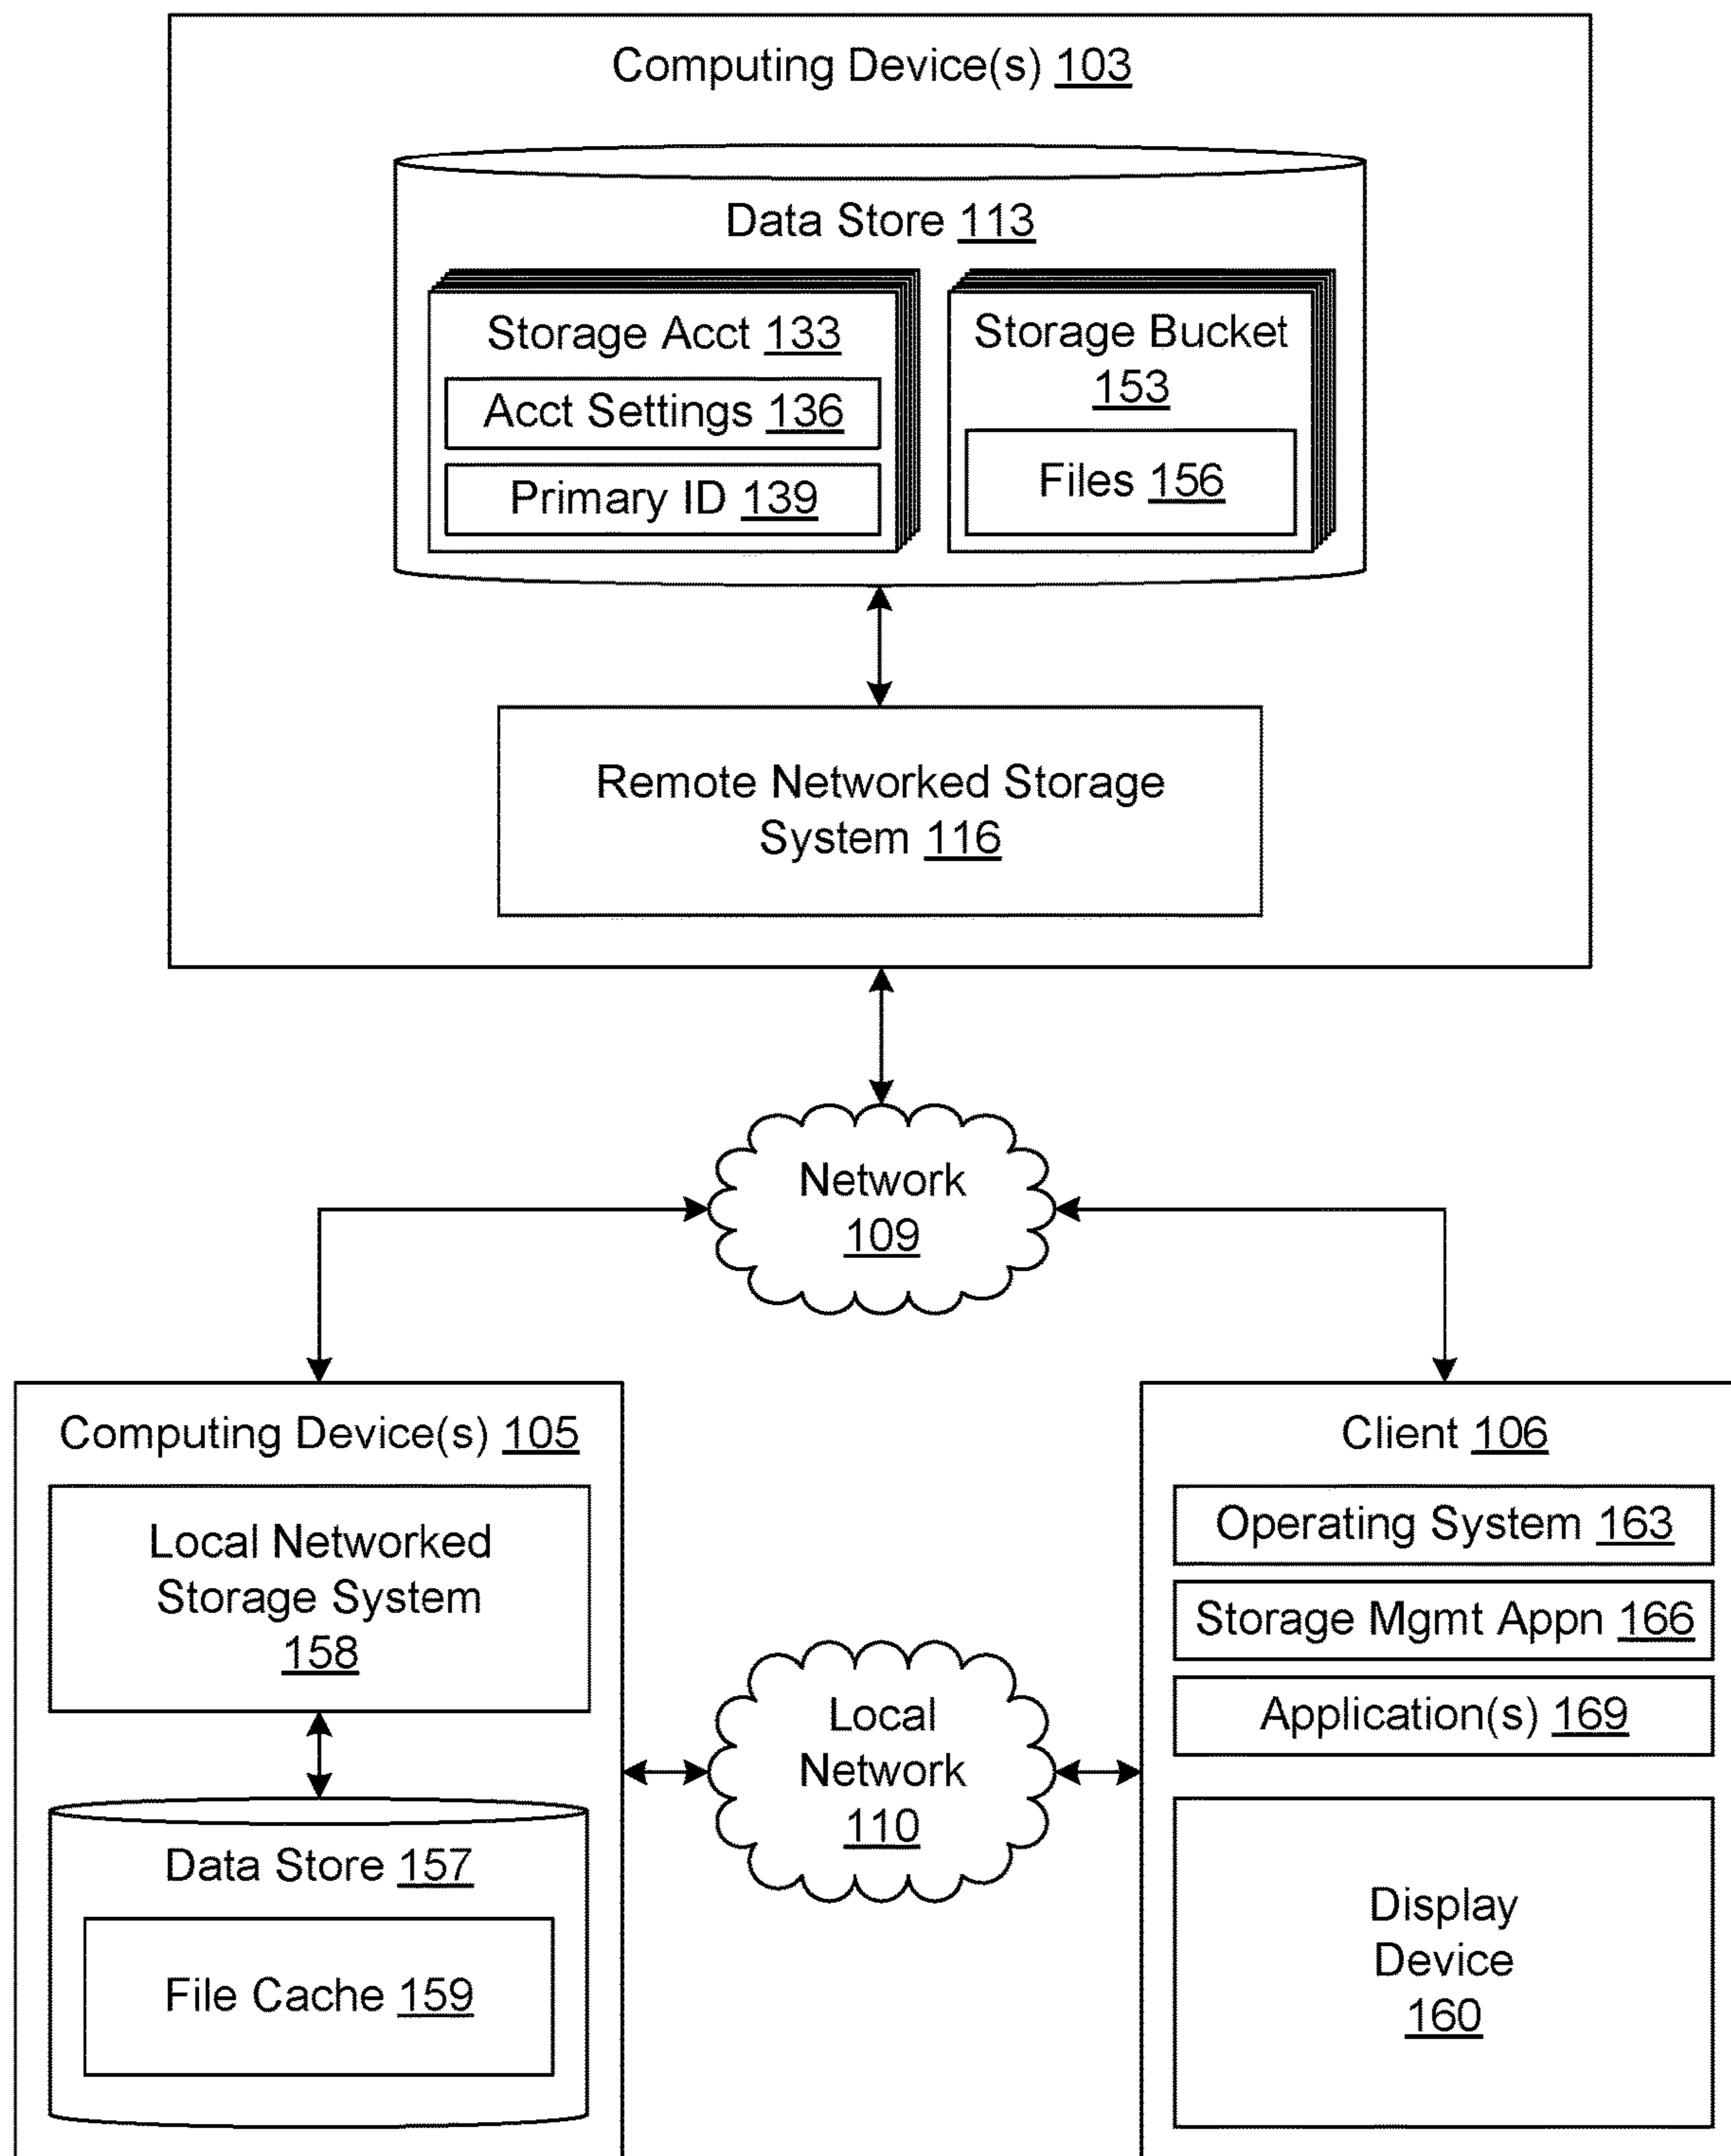 Computing Device(s) 103
Data Store 113
Storage Acct 133
Acct Settings 136
Primary ID 139
Storage Bucket
153
Files 156
Remote Networked Storage
System 116
Network
109
Computing Device(s) 105
Local Networked
Storage System
158
Data Store 157
File Cache 159
Local
Network
110
Client 106
Operating System 163
Storage Mgmt Appn 166
Application(s) 169
Display
Device
160